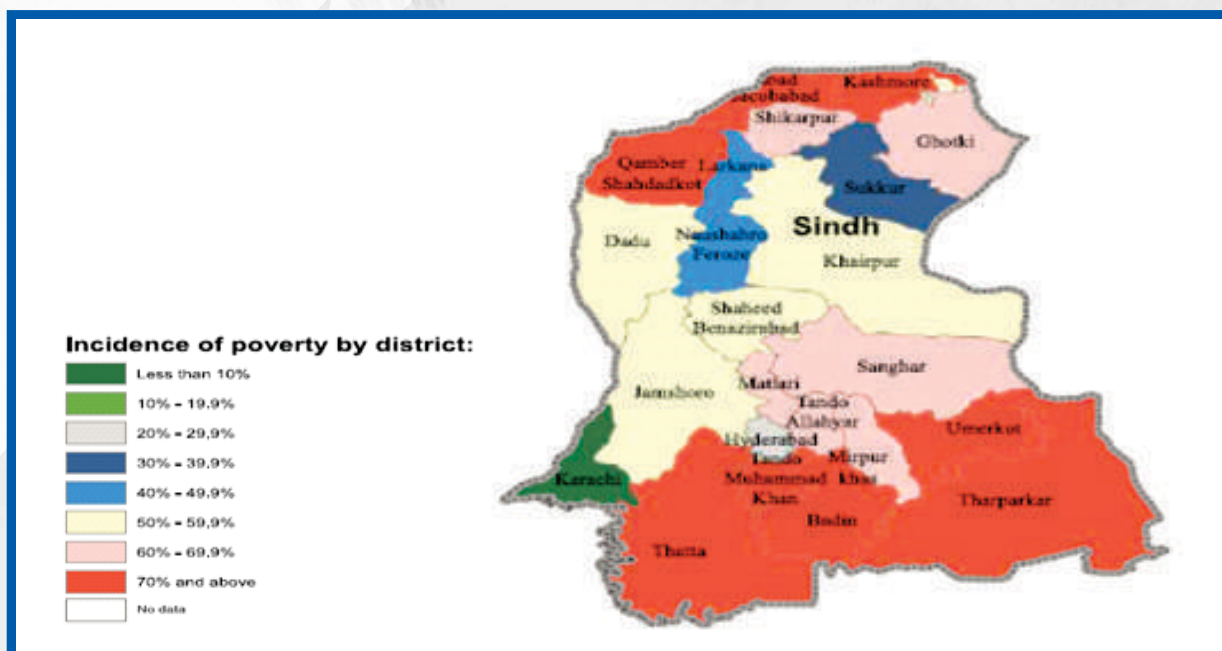 Kashmore
Jacobabad
Shikarpur
Ghotki
Qamber
Shahdadkot
Larkana
Sukkur
Sindh
Dadu
Naushahro
Feroze
Khairpur
Shaheed
Benazirabad
Incidence of poverty by district:
Less than 10%
10% – 19.9%
20% – 29,9%
30% – 39.9%
40% – 49.9%
50% – 59,9%
60% – 69.9%
70% and above
No data
Sanghar
Jamshoro
Matiari
Tando
Allahyar
Umerkot
Hyderabad
Mirpur
khas
Karachi
Tando
Muhammad
Khan
Tharparkar
Badin
Thatta